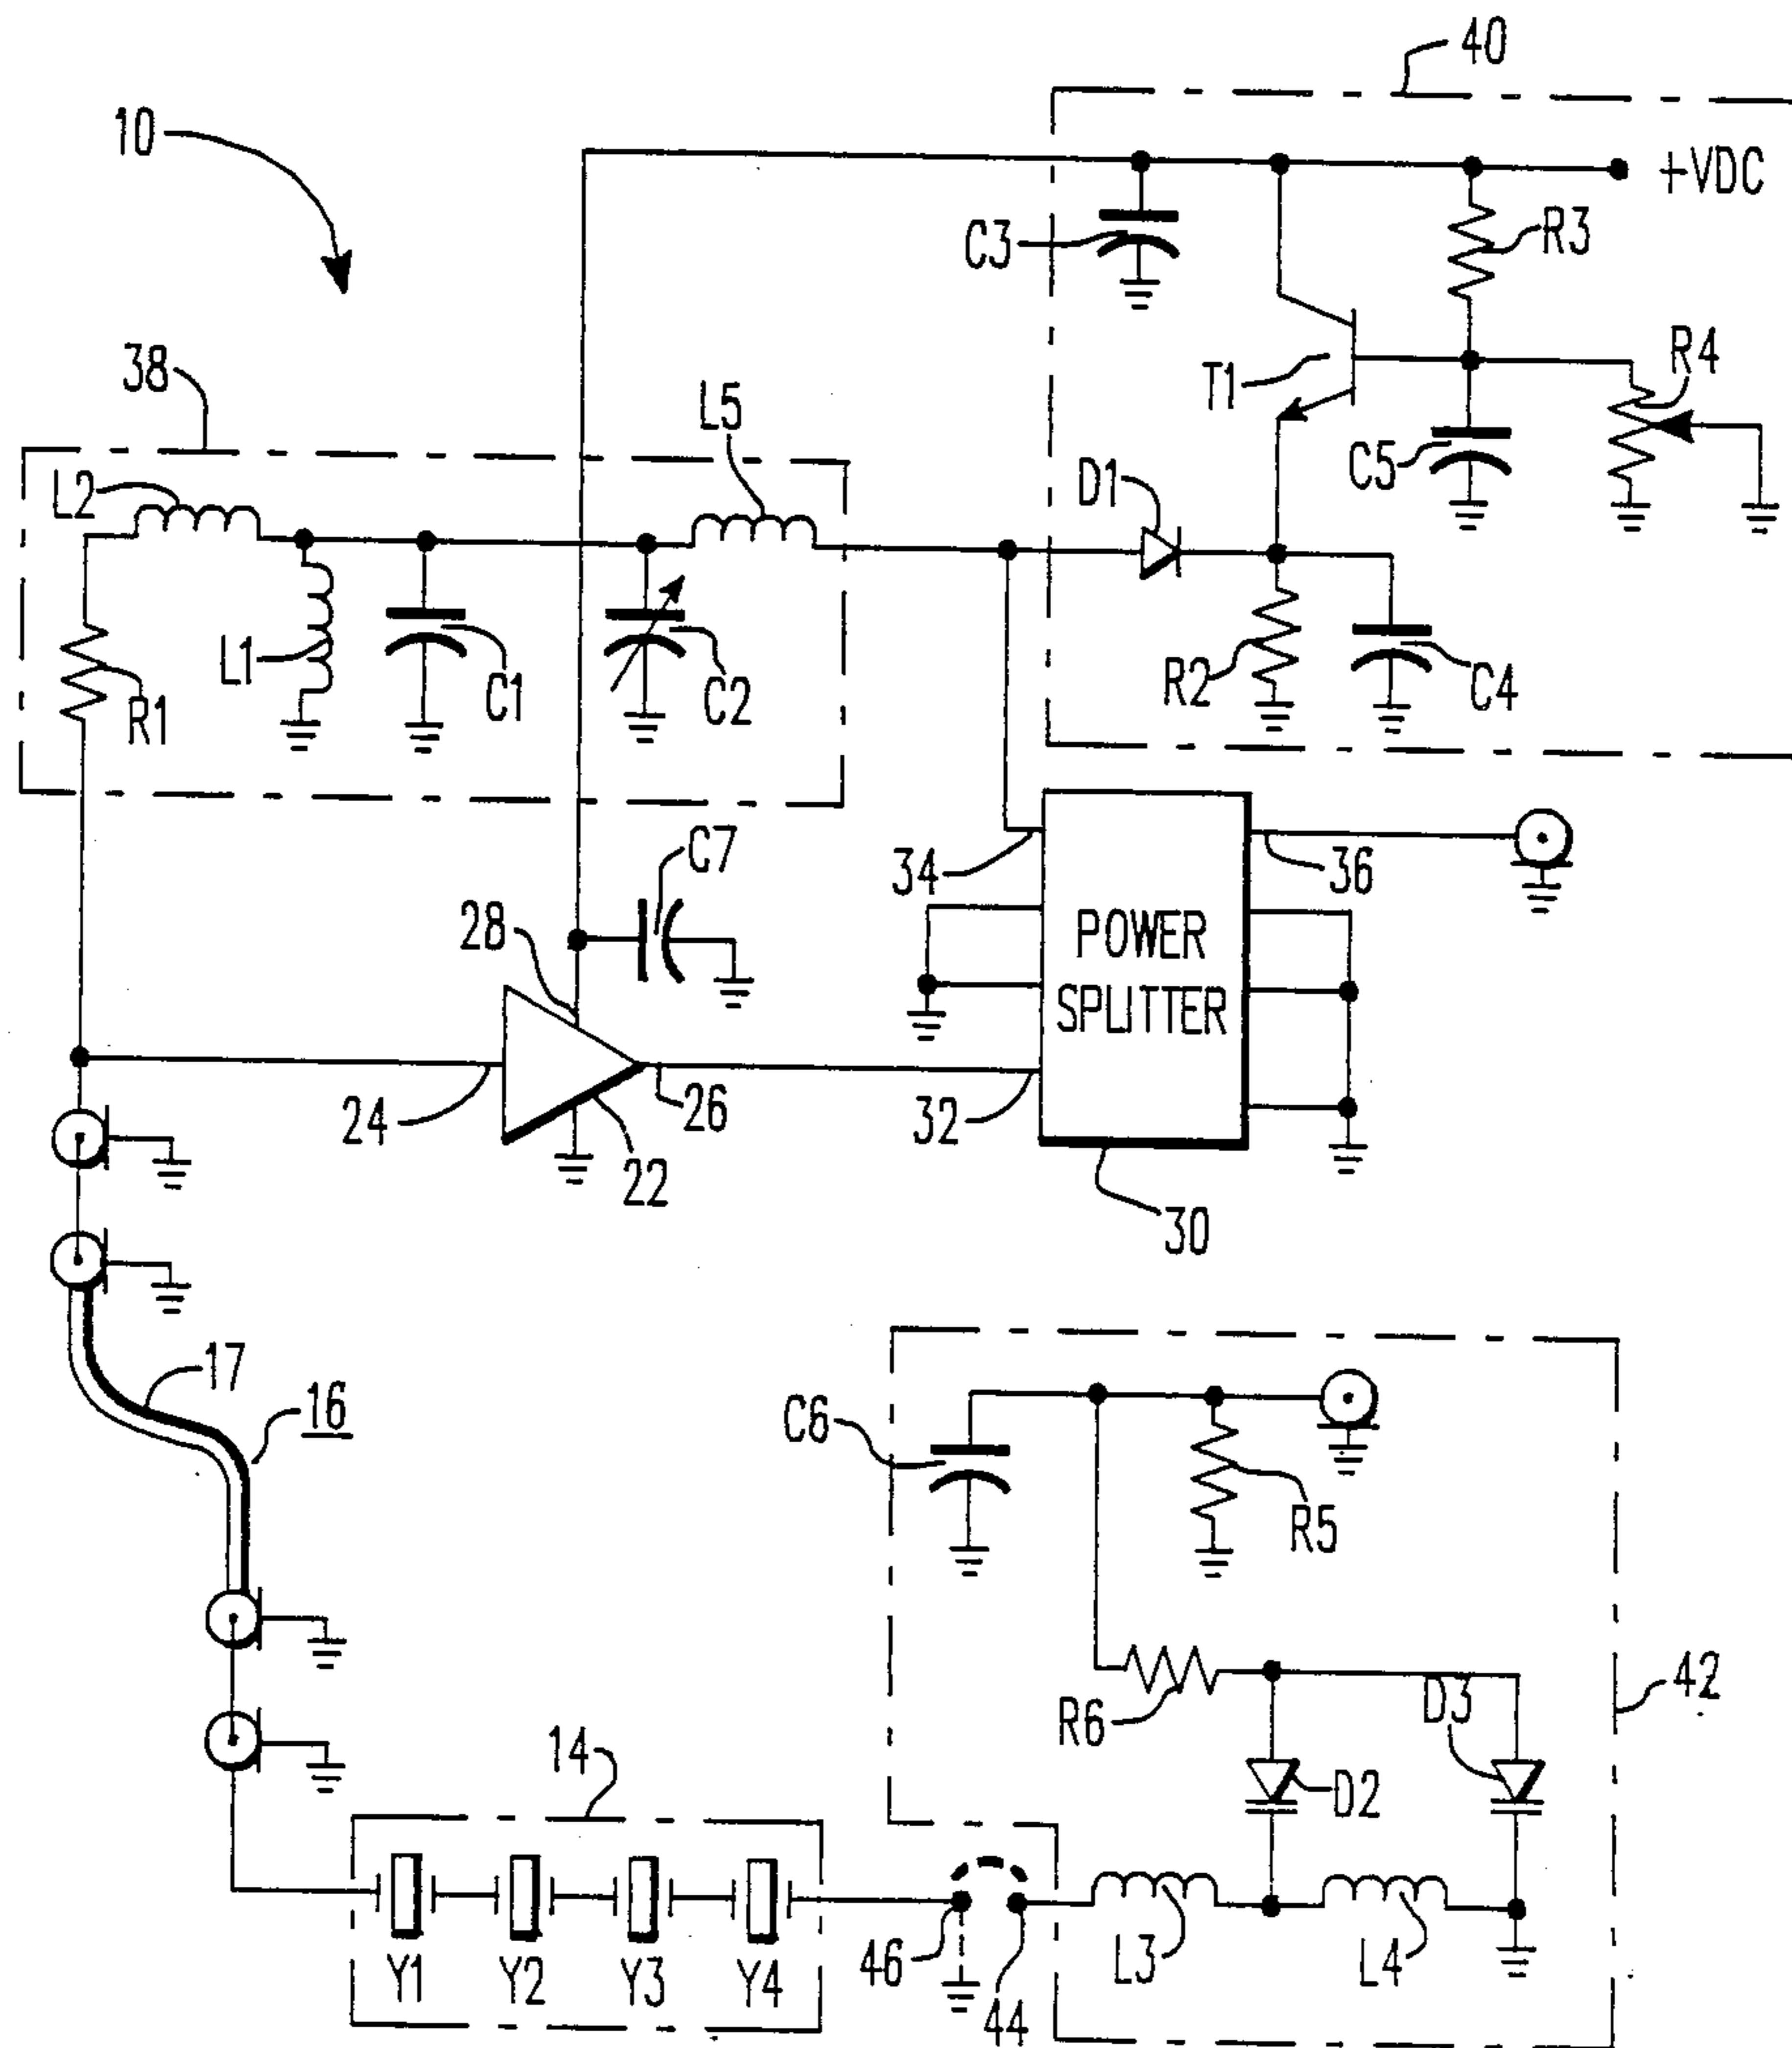 40
10
+VDC
C3
R3
38
L5
T1
R4
L2
D1
C5
L1
R1
C1
C2
R2
C4
C7
34
36
28
POWER
SPLITTER
24
26
32
22
30
17
16
C6
R5
R6
D3
42
14
D2
46
L3
L4
Y1
Y2
Y3
Y4
44